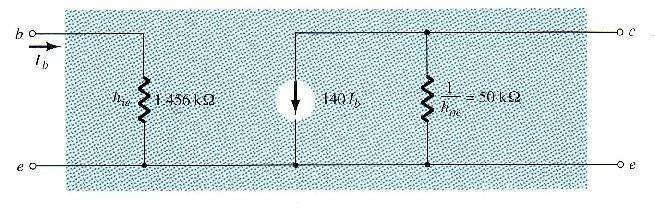 b
c
I_b
h_ie 1.456 kΩ
140 I_b
1/h_oe = 50 kΩ
e
e